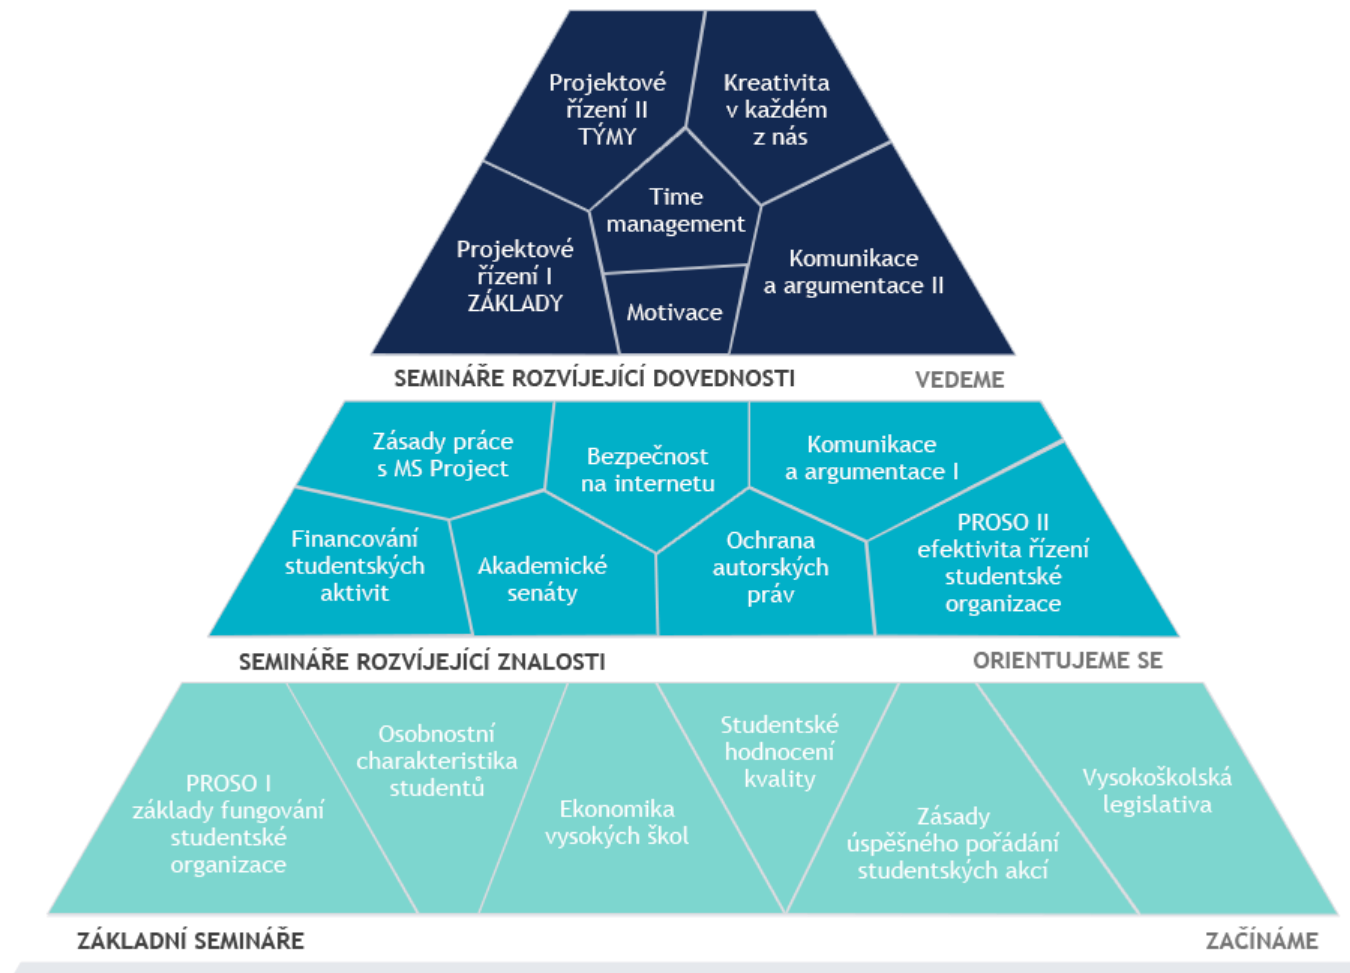 Projektové
řízení II
TÝMY
Kreativita
v každém
z nás
Time
management
Projektové
řízení I
ZÁKLADY
Motivace
Komunikace
a argumentace II
SEMINÁŘE ROZVÍJEJÍCÍ DOVEDNOSTI
VEDEME
Zásady práce
s MS Project
Bezpečnost
na internetu
Komunikace
a argumentace I
Financování
studentských
aktivit
Akademické
senáty
Ochrana
autorských
práv
PROSO II
efektivita řízení
studentské
organizace
SEMINÁŘE ROZVÍJEJÍCÍ ZNALOSTI
ORIENTUJEME SE
PROSO I
základy fungování
studentské
organizace
Osobnostní
charakteristika
studentů
Ekonomika
vysokých škol
Studentské
hodnocení
kvality
Zásady
úspěšného pořádání
studentských akcí
Vysokoškolská
legislativa
ZÁKLADNÍ SEMINÁŘE
ZAČÍNÁME